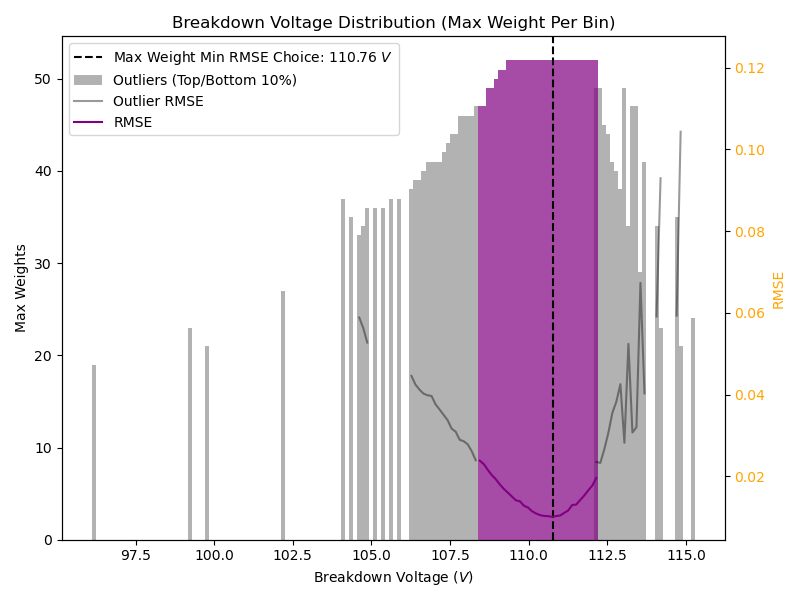 Breakdown Voltage Distribution (Max Weight Per Bin)
Max Weight Min RMSE Choice: 110.76 V
Outliers (Top/Bottom 10%)
Outlier RMSE
RMSE
Max Weights
50
40
30
20
10
0
0.12
0.10
0.08
0.06
0.04
0.02
RMSE
97.5 100.0 102.5 105.0 107.5 110.0 112.5 115.0
Breakdown Voltage (V)